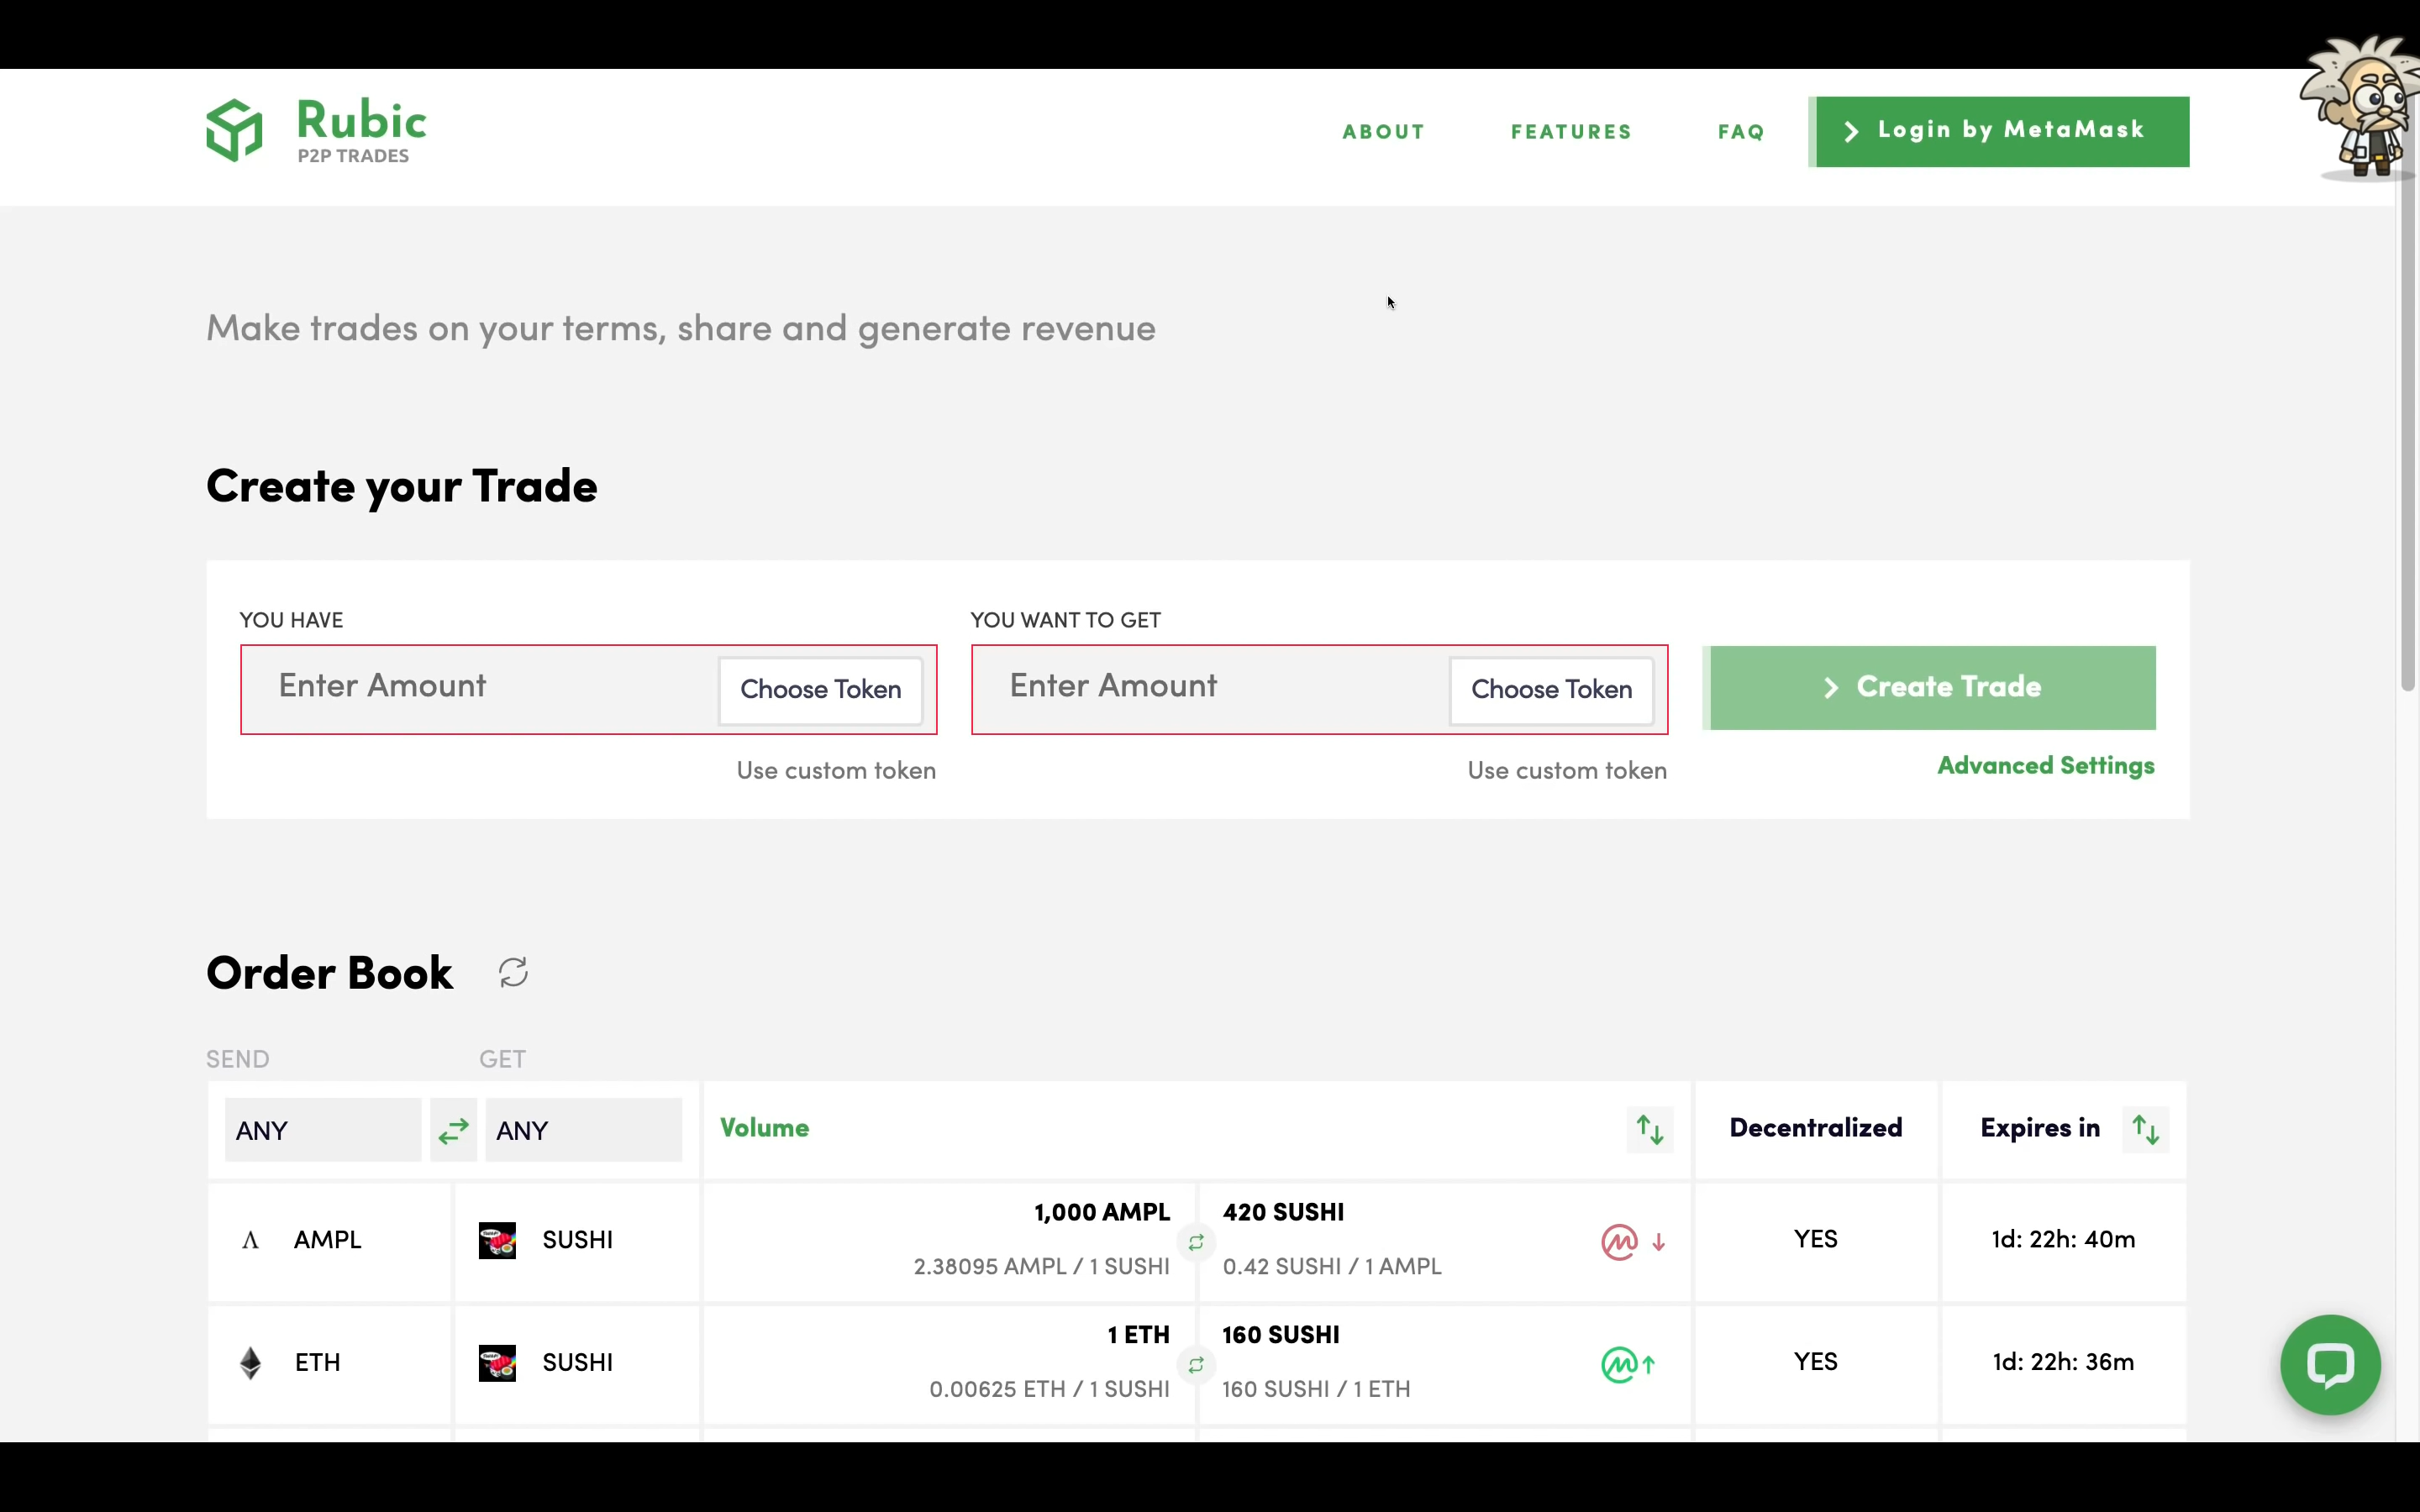 Rubic
P2P TRADES
ABOUT
FEATURES
FAQ
Login by MetaMask
Make trades on your terms, share and generate revenue
Create your Trade
YOU HAVE
YOU WANT TO GET
Enter Amount
Choose Token
Enter Amount
Choose Token
Create Trade
Use custom token
Use custom token
Advanced Settings
Order Book
SEND
GET
ANY
ANY
Volume
Decentralized
Expires in
AMPL
SUSHI
1,000 AMPL
420 SUSHI
2.38095 AMPL / 1 SUSHI
0.42 SUSHI / 1 AMPL
YES
1d: 22h: 40m
ETH
SUSHI
1 ETH
160 SUSHI
0.00625 ETH / 1 SUSHI
160 SUSHI / 1 ETH
YES
1d: 22h: 36m